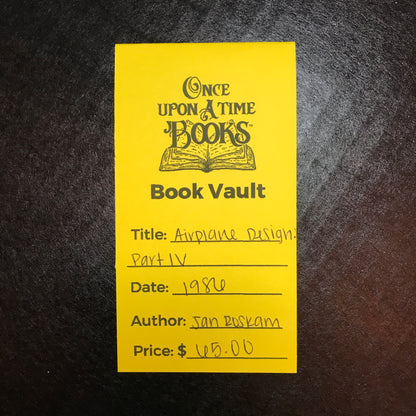 ONCE
UPON A TIME
BOOKS
Book Vault
Title: Airplane Design:
Part IV
Date: 1986
Author: Jan Roskam
Price: $ 65.00